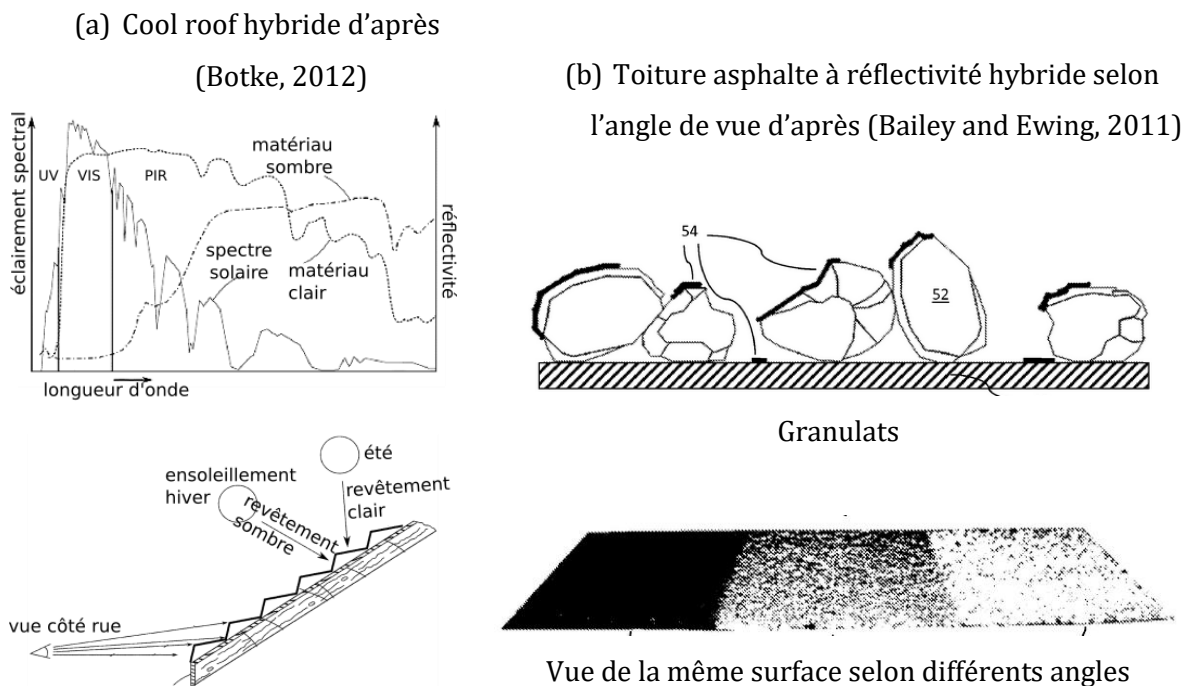 (a) Cool roof hybride d'après
(Botke, 2012)
éclairement spectral
UV
VIS
PIR
matériau
sombre
spectre
solaire
matériau
clair
réflectivité
longueur d'onde
ensoleillement
hiver
été
revêtement
sombre
revêtement
clair
vue côté rue
(b) Toiture asphalte à réflectivité hybride selon
l'angle de vue d'après (Bailey and Ewing, 2011)
54
52
Granulats
Vue de la même surface selon différents angles